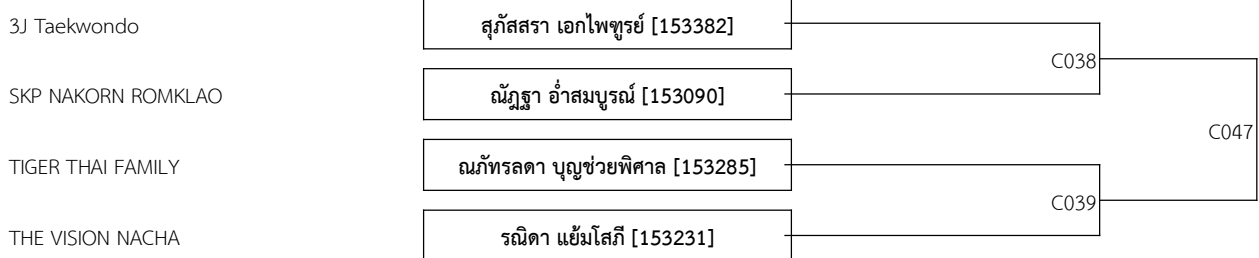 3J Taekwondo สุภัสสรา เอกไพฑูรย์ [153382]
C038
SKP NAKORN ROMKLAO ณัฎฐา อ่ำสมบูรณ์ [153090]
C047
TIGER THAI FAMILY ณภัทรลดา บุญช่วยพิศาล [153285]
C039
THE VISION NACHA รณิดา แย้มโสภี [153231]